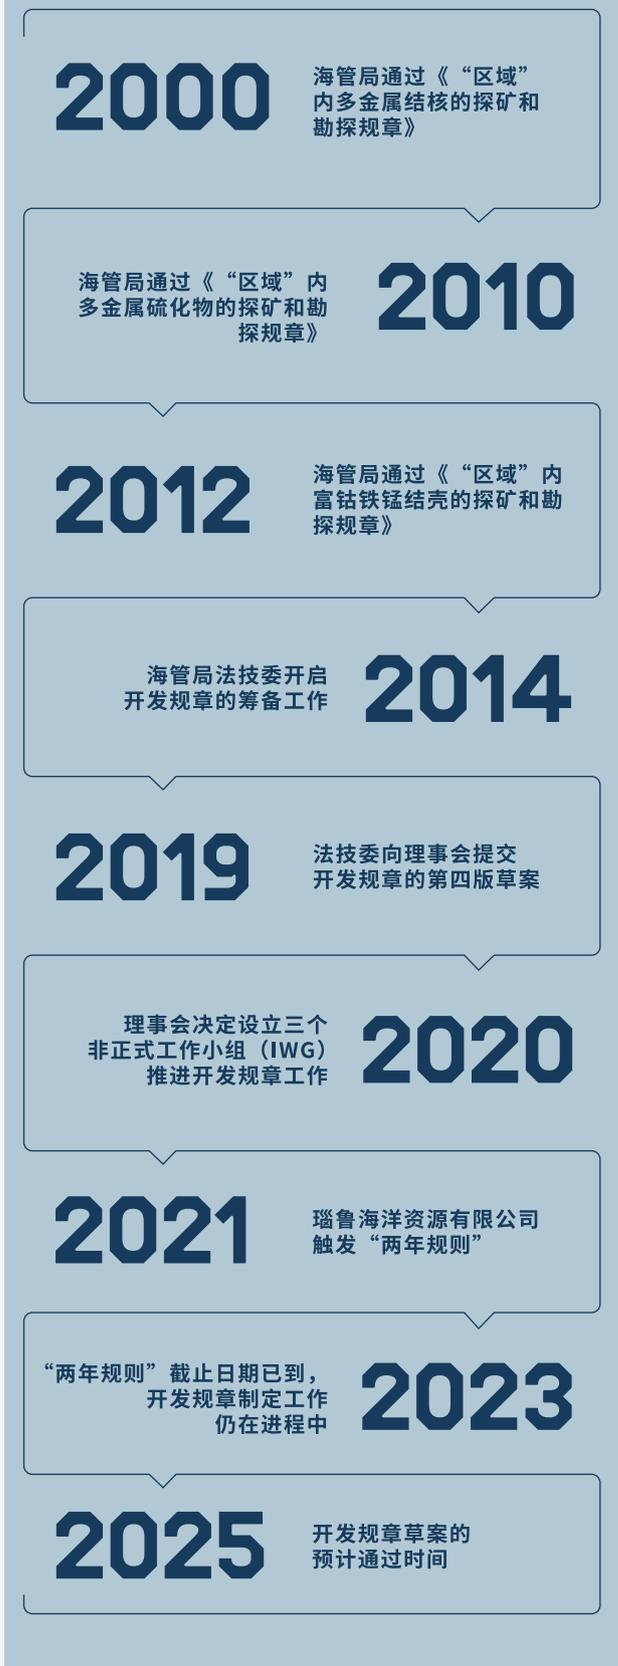 2000
海管局通过《“区域”
内多金属结核的探矿和
勘探规章》
海管局通过《“区域”内
多金属硫化物的探矿和勘
探规章》
2010
2012
海管局通过《“区域”内
富钴铁锰结壳的探矿和勘
探规章》
海管局法技委开启
开发规章的筹备工作
2014
2019
法技委向理事会提交
开发规章的第四版草案
理事会决定设立三个
非正式工作小组（IWG）
推进开发规章工作
2020
2021
瑙鲁海洋资源有限公司
触发“两年规则”
“两年规则”截止日期已到，
开发规章制定工作
仍在进程中
2023
2025
开发规章草案的
预计通过时间